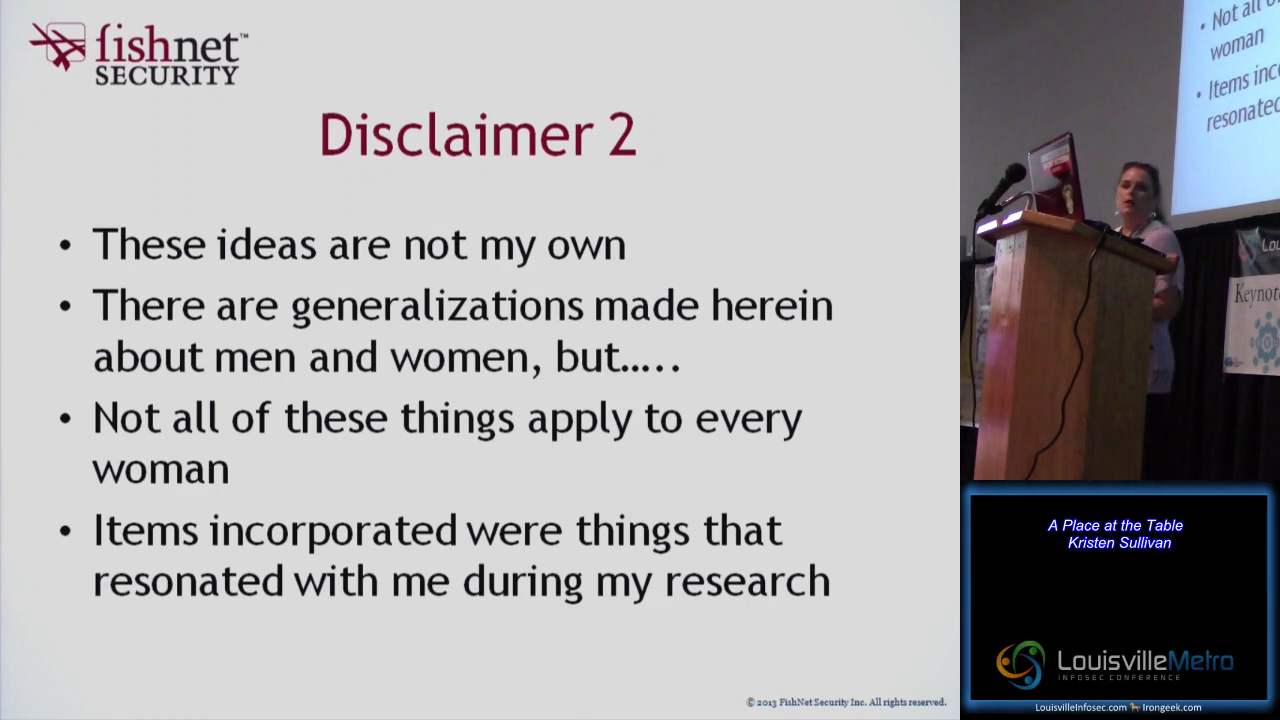 fishnet™
SECURITY
Disclaimer 2
• These ideas are not my own
• There are generalizations made herein
about men and women, but…..
• Not all of these things apply to every
woman
• Items incorporated were things that
resonated with me during my research
© 2013 FishNet Security Inc. All rights reserved.
• Not all o
woman
• Items inc
resonated
Lou
Keynot
A Place at the Table
Kristen Sullivan
LouisvilleMetro
INFOSEC CONFERENCE
LouisvilleInfosec.com Irongeek.com